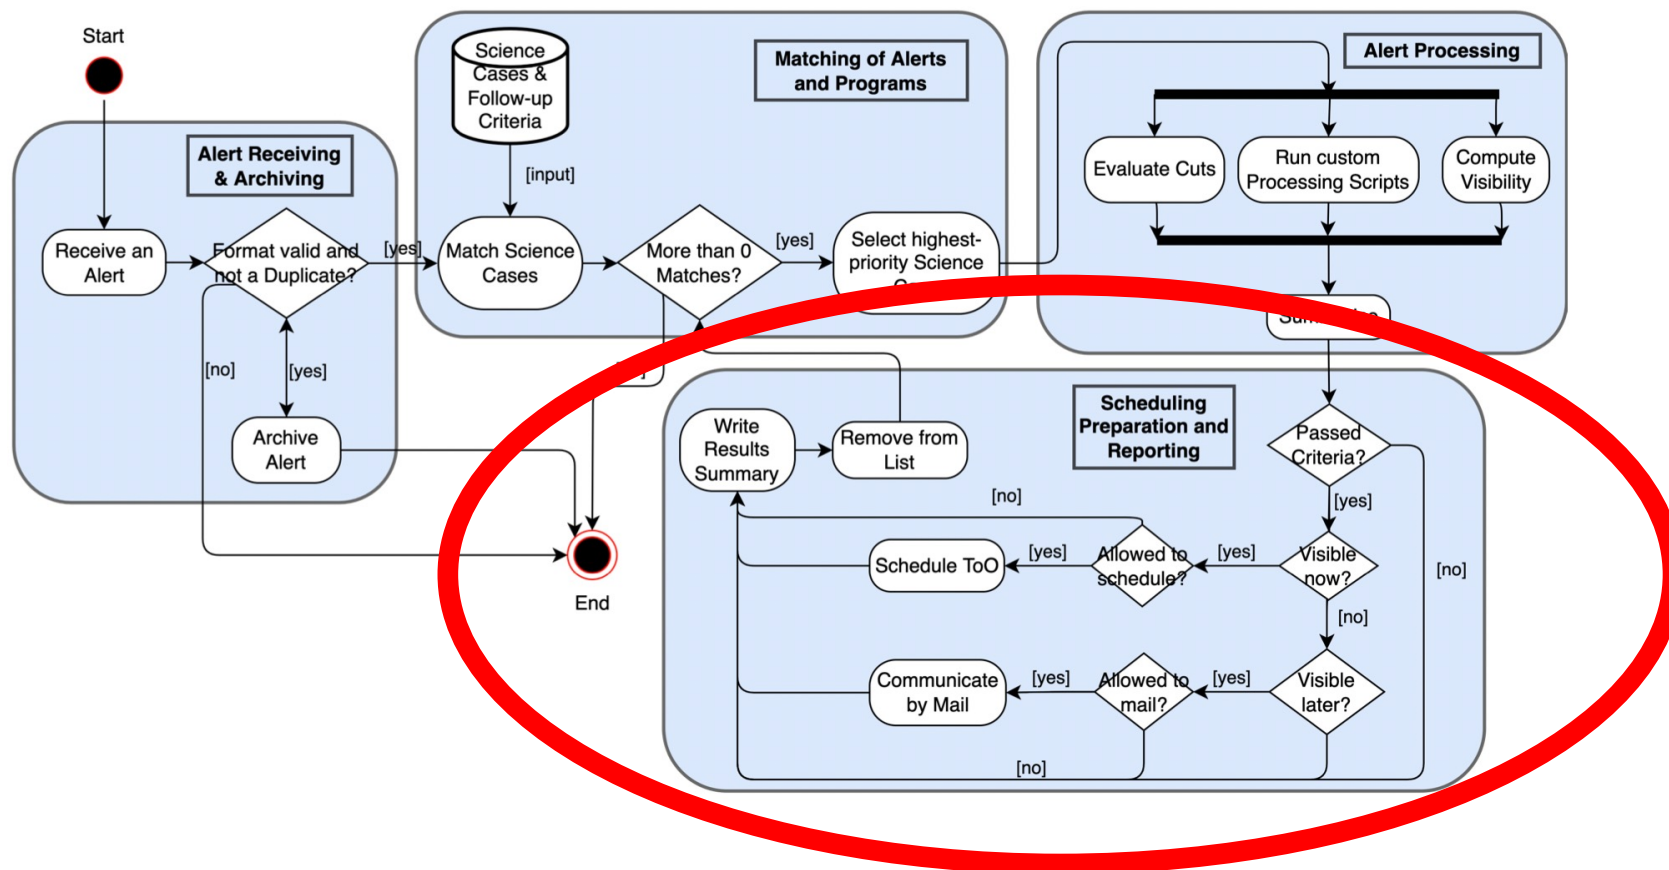 Start
Alert Receiving
& Archiving
Receive an
Alert
Format valid and
not a Duplicate?
[yes]
[no]
[yes]
Archive
Alert
Science
Cases &
Follow-up
Criteria
[input]
Matching of Alerts
and Programs
Match Science
Cases
More than 0
Matches?
[yes]
Select highest-
priority Science
Alert Processing
Evaluate Cuts
Run custom
Processing Scripts
Compute
Visibility
End
Scheduling
Preparation and
Reporting
Write
Results
Summary
Remove from
List
Passed
Criteria?
[yes]
[no]
[no]
Schedule ToO
[yes]
Allowed to
schedule?
[yes]
Visible
now?
[no]
Communicate
by Mail
[yes]
Allowed to
mail?
[yes]
Visible
later?
[no]